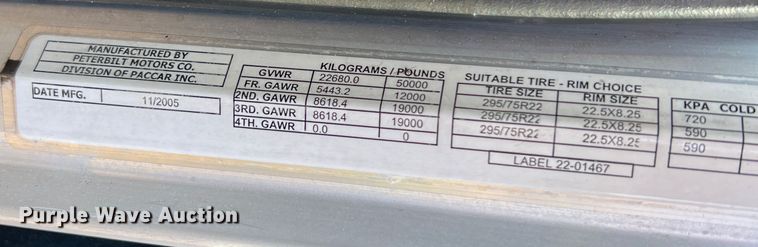 MANUFACTURED BY
PETERBILT MOTORS CO.
DIVISION OF PACCAR INC.
DATE MFG. 11/2005
KILOGRAMS / POUNDS
GVWR 22680.0 50000
FR. GAWR 5443.2 12000
2ND. GAWR 8618.4 19000
3RD. GAWR 8618.4 19000
4TH. GAWR 0.0 0
SUITABLE TIRE - RIM CHOICE
TIRE SIZE RIM SIZE
295/75R22 22.5X8.25
295/75R22 22.5X8.25
295/75R22 22.5X8.25
LABEL 22-01467
KPA COLD
720
590
590
Purple Wave Auction